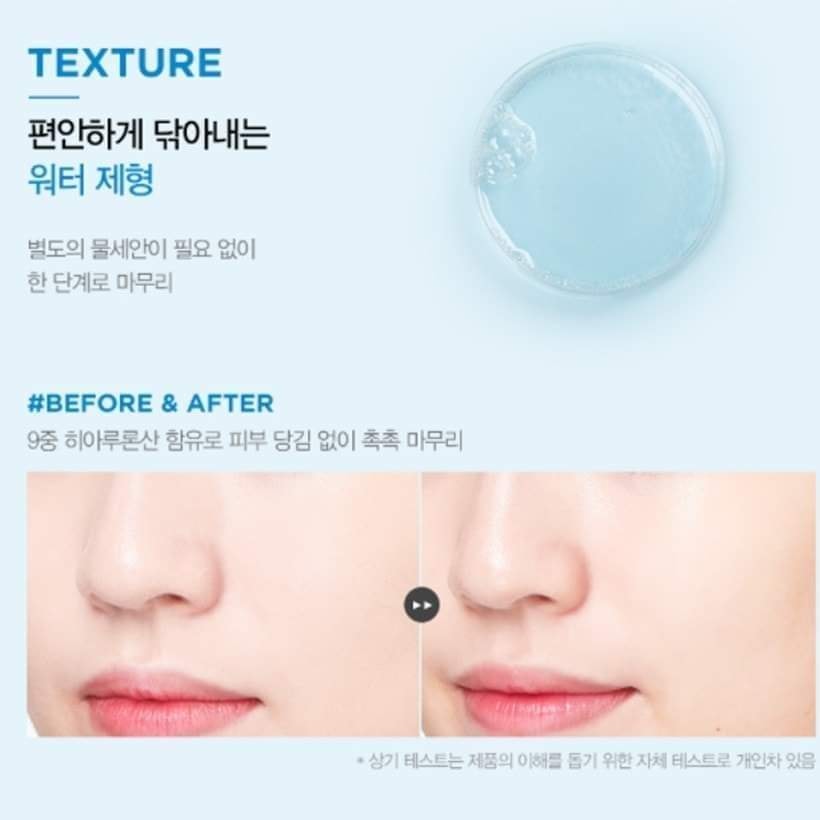 TEXTURE
편안하게 닦아내는
워터 제형
별도의 물세안이 필요 없이
한 단계로 마무리
#BEFORE & AFTER
9중 히아루론산 함유로 피부 당김 없이 촉촉 마무리
* 상기 테스트는 제품의 이해를 돕기 위한 자체 테스트로 개인차 있음